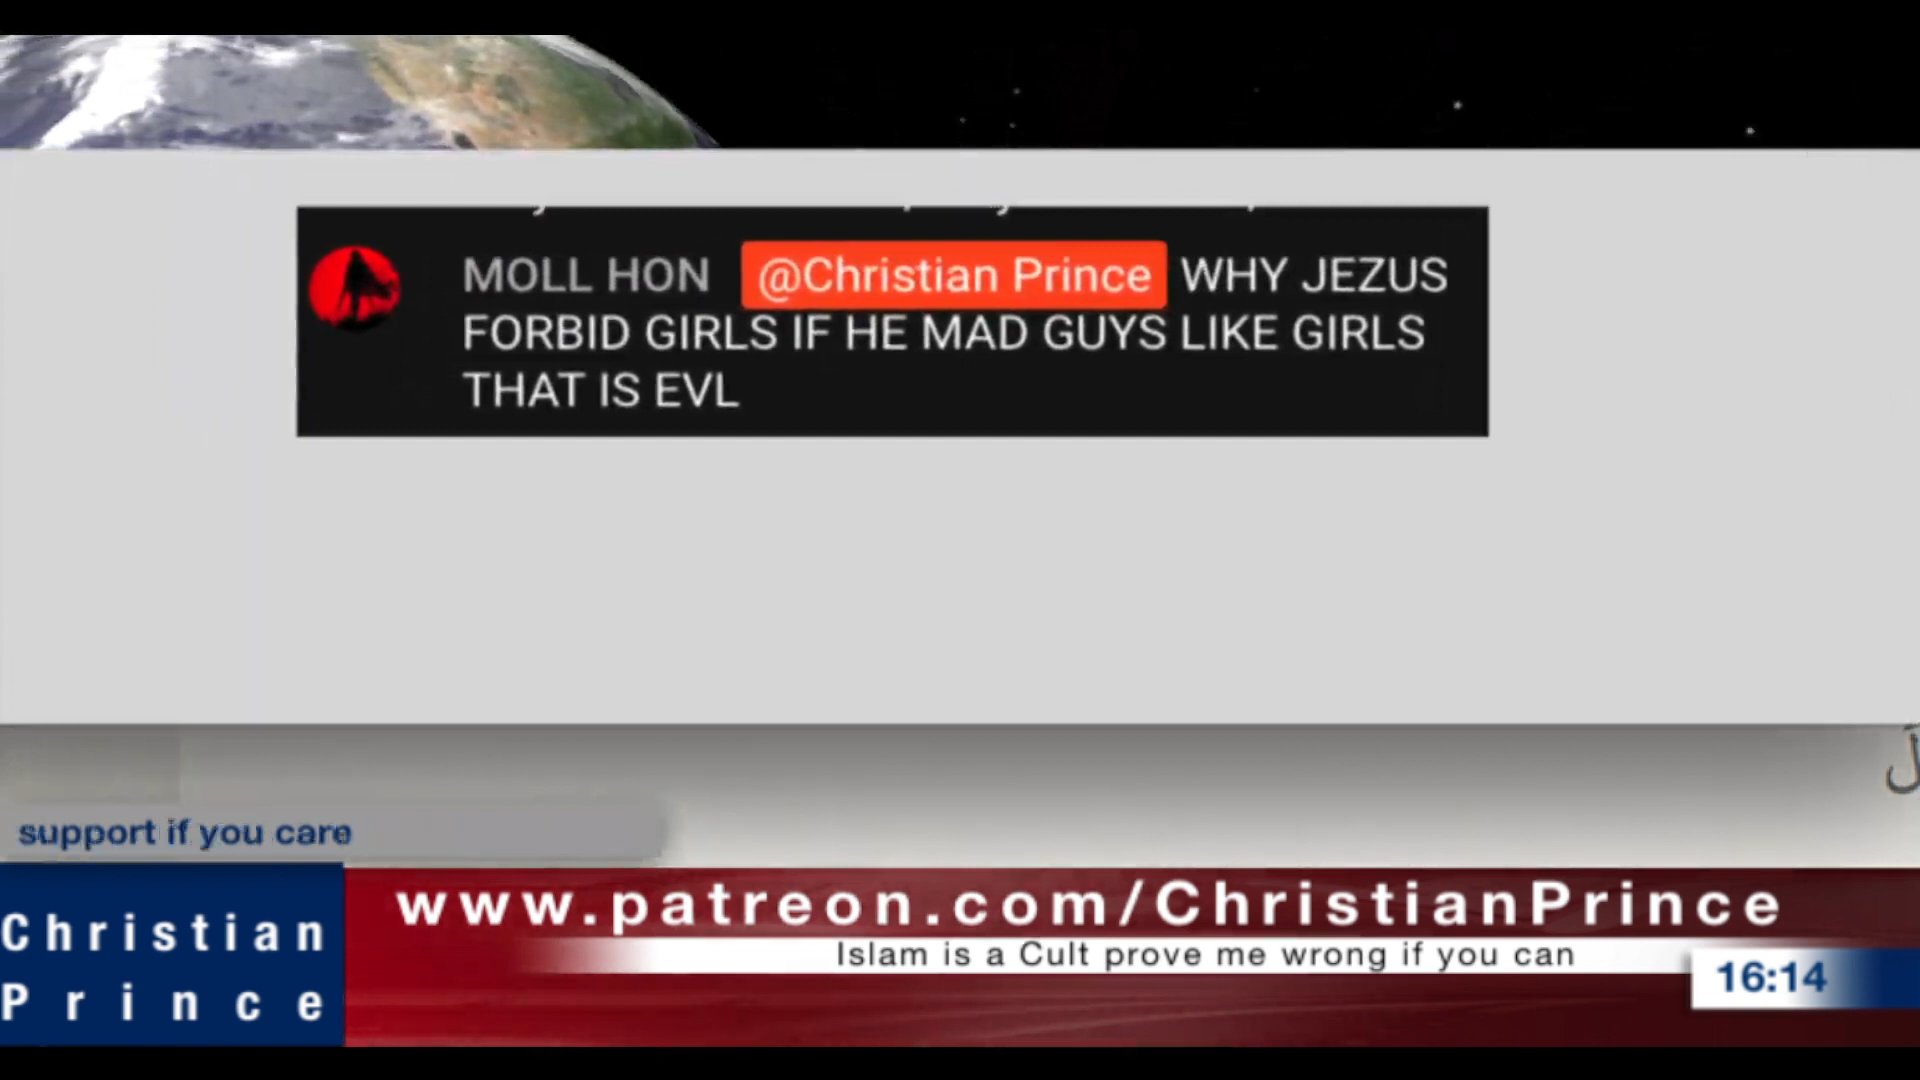 MOLL HON @Christian Prince WHY JEZUS
FORBID GIRLS IF HE MAD GUYS LIKE GIRLS
THAT IS EVL
support if you care
Christian
Prince
www.patreon.com/ChristianPrince
Islam is a Cult prove me wrong if you can
16:14